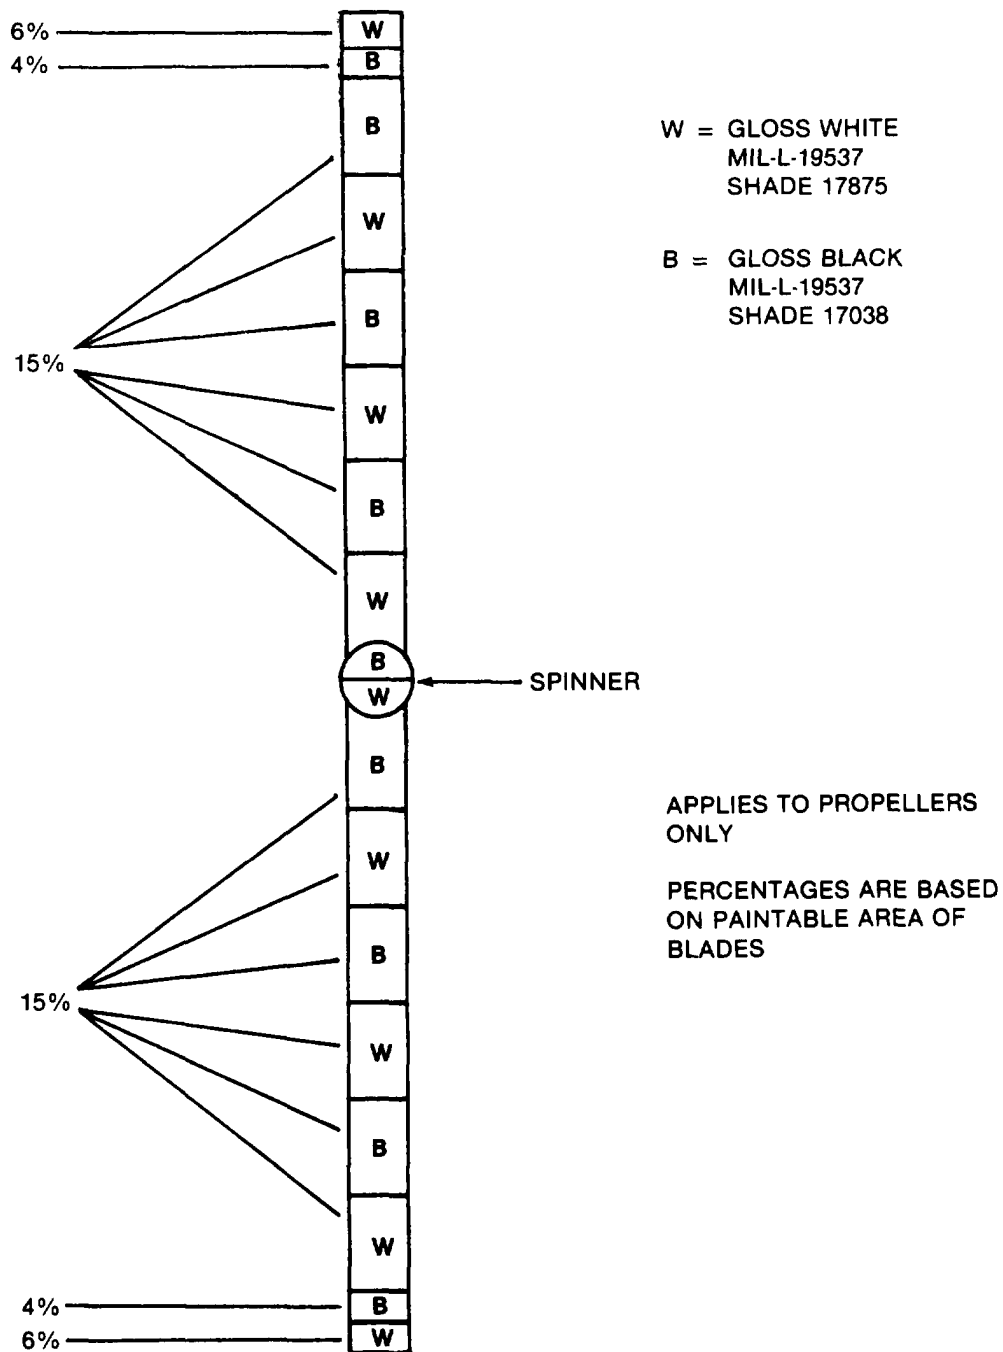 6%
W
4%
B
B
W = GLOSS WHITE
MIL-L-19537
SHADE 17875
W
B = GLOSS BLACK
MIL-L-19537
SHADE 17038
B
15%
W
B
W
B
W
SPINNER
B
APPLIES TO PROPELLERS
ONLY
W
PERCENTAGES ARE BASED
ON PAINTABLE AREA OF
BLADES
B
15%
W
B
W
4%
B
6%
W